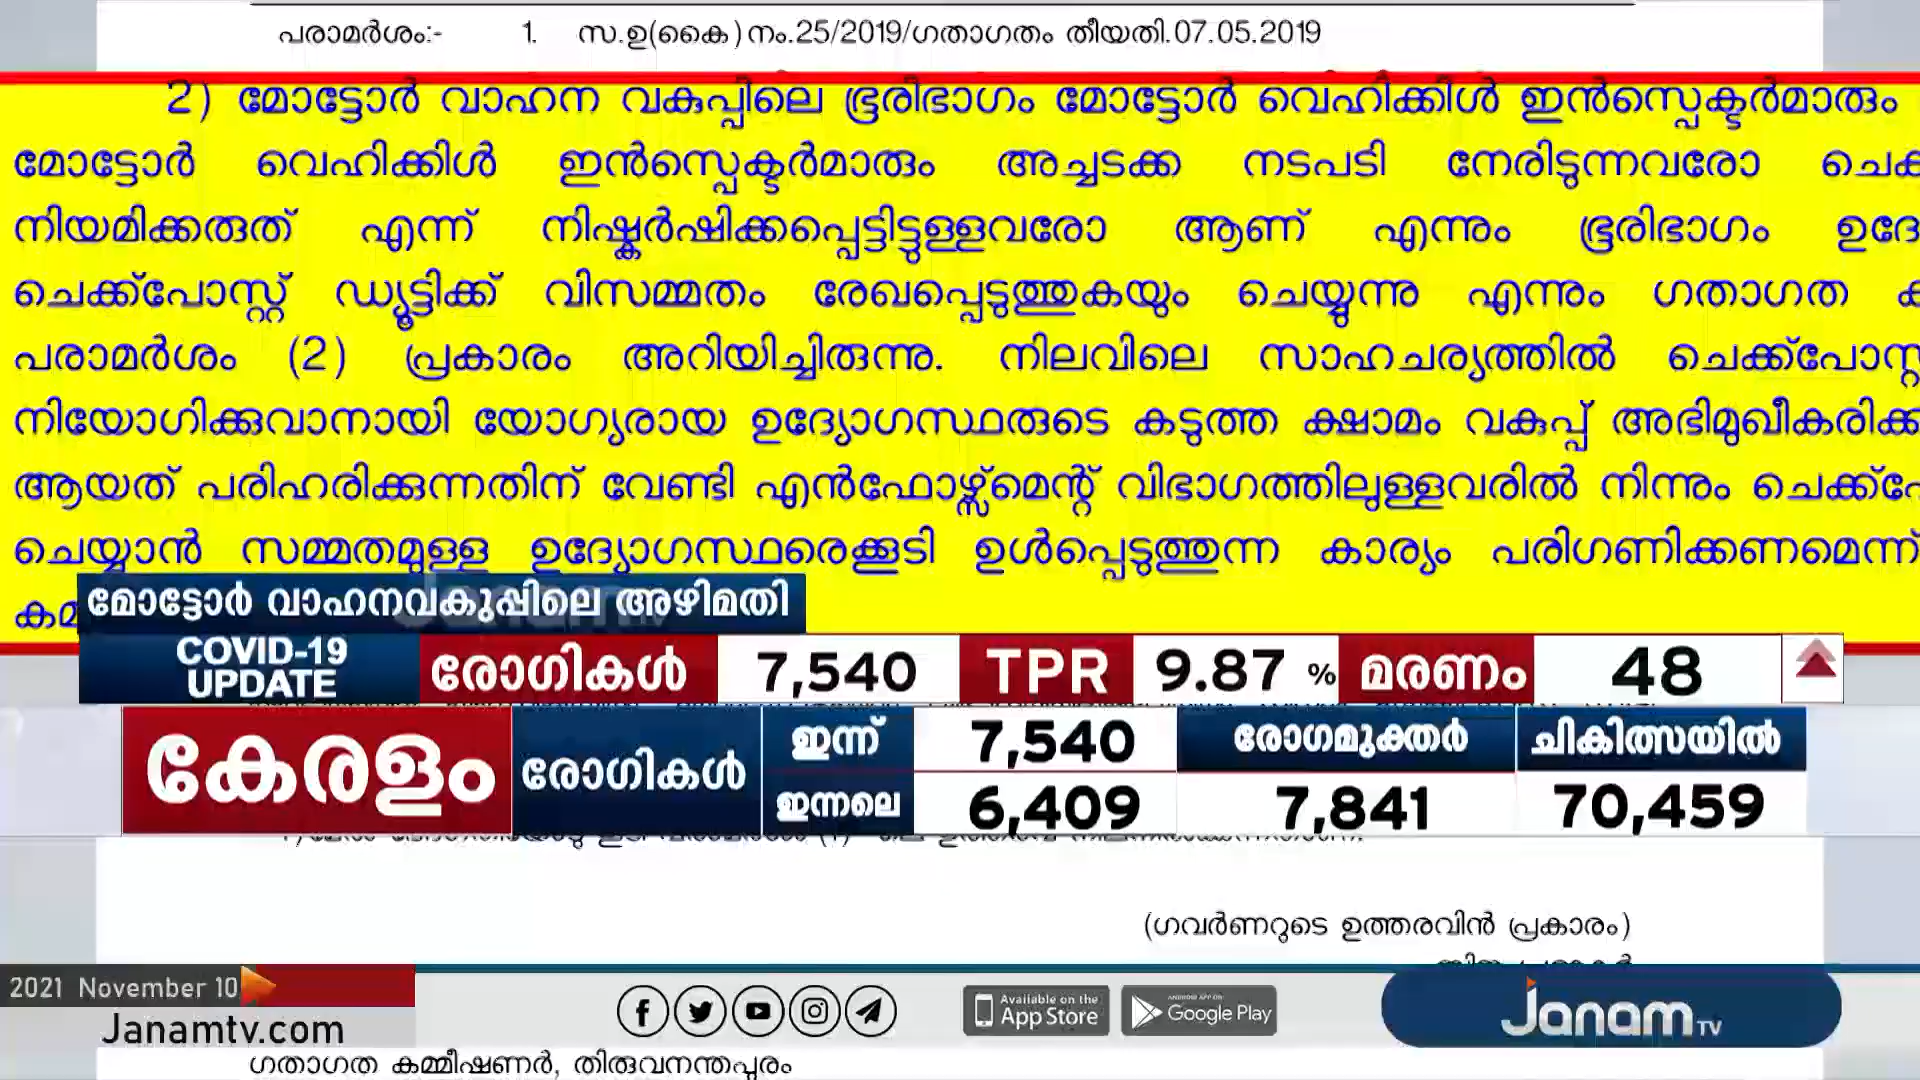 പരാമർശം:- 1. സ.ഉ(കൈ)നം.25/2019/ഗതാഗതം തീയതി.07.05.2019
2) മോട്ടോർ വാഹന വകുപ്പിലെ ഭൂരിഭാഗം മോട്ടോർ വെഹിക്കിൾ ഇൻസ്പെക്ടർമാരും
മോട്ടോർ വെഹിക്കിൾ ഇൻസ്പെക്ടർമാരും അച്ചടക്ക നടപടി നേരിടുന്നവരോ
നിയമിക്കരുത് എന്ന് നിഷ്കർഷിക്കപ്പെട്ടിട്ടുള്ളവരോ ആണ് എന്നും ഭൂരിഭാഗം
ചെക്ക്പോസ്റ്റ് ഡ്യൂട്ടിക്ക് വിസമ്മതം രേഖപ്പെടുത്തുകയും ചെയ്യുന്നു എന്നും ഗതാഗത
പരാമർശം (2) പ്രകാരം അറിയിച്ചിരുന്നു. നിലവിലെ സാഹചര്യത്തിൽ ചെക്ക്പോസ്റ്റ
നിയോഗിക്കുവാനായി യോഗ്യരായ ഉദ്യോഗസ്ഥരുടെ കടുത്ത ക്ഷാമം വകുപ്പ് അഭിമുഖീകരിക്ക
ആയത് പരിഹരിക്കുന്നതിന് വേണ്ടി എൻഫോഴ്സ്മെന്റ് വിഭാഗത്തിലുള്ളവരിൽ നിന്നും
ചെയ്യാൻ സമ്മതമുള്ള ഉദ്യോഗസ്ഥരെക്കൂടി ഉൾപ്പെടുത്തുന്ന കാര്യം പരിഗണിക്കണമെന്ന്
മോട്ടോർ വാഹനവകുപ്പിലെ അഴിമതി
COVID-19 UPDATE രോഗികൾ 7,540 TPR 9.87 % മരണം 48
കേരളം രോഗികൾ
ഇന്ന് 7,540 രോഗമുക്തർ ചികിത്സയിൽ
ഇന്നലെ 6,409 7,841 70,459
(ഗവർണറുടെ ഉത്തരവിൻ പ്രകാരം)
2021 November 10
Janamtv.com
Available on the App Store
ANDROID APP ON Google Play
Janam TV
ഗതാഗത കമ്മീഷണർ, തിരുവനന്തപുരം